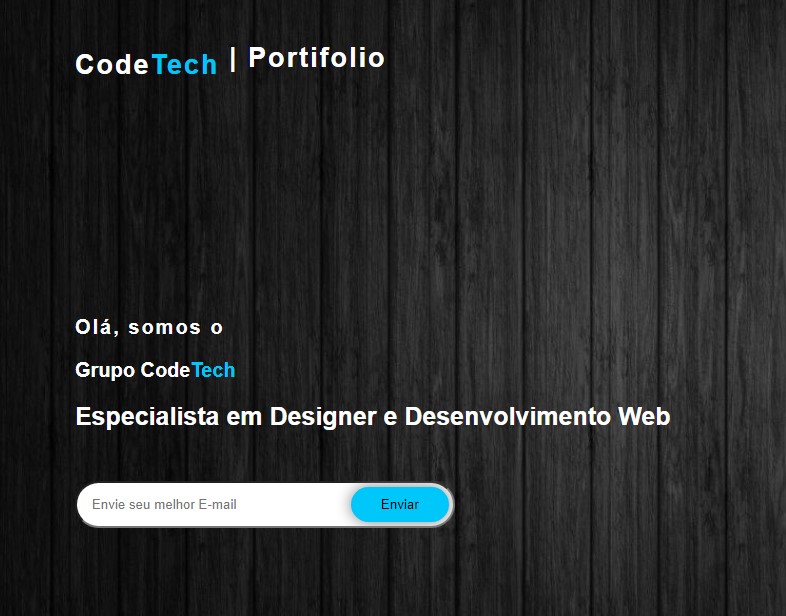 CodeTech | Portifolio
Olá, somos o
Grupo CodeTech
Especialista em Designer e Desenvolvimento Web
Envie seu melhor E-mail Enviar